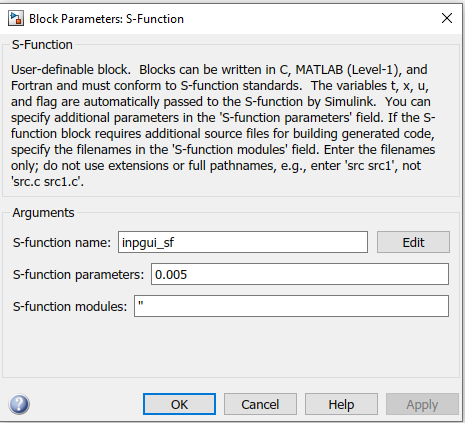 Block Parameters: S-Function
S-Function
User-definable block.  Blocks can be written in C, MATLAB (Level-1), and
Fortran and must conform to S-function standards.  The variables t, x, u,
and flag are automatically passed to the S-function by Simulink.  You can
specify additional parameters in the 'S-function parameters' field. If the S-
function block requires additional source files for building generated code,
specify the filenames in the 'S-function modules' field. Enter the filenames
only; do not use extensions or full pathnames, e.g., enter 'src src1', not
'src.c src1.c'.
Arguments
S-function name: inpgui_sf Edit
S-function parameters: 0.005
S-function modules: ''
OK Cancel Help Apply